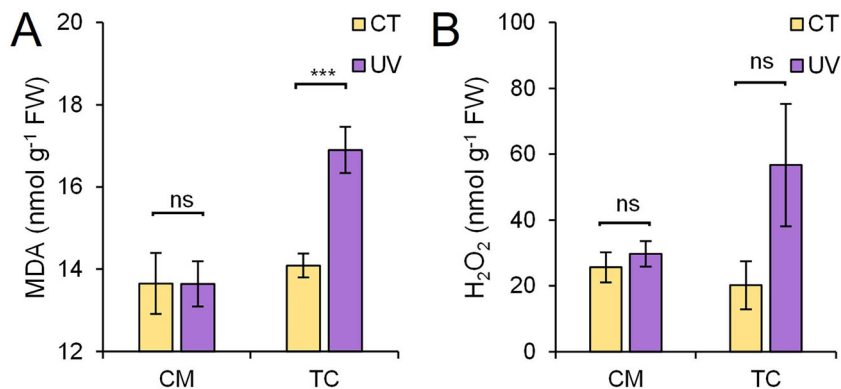 A
MDA (nmol g⁻¹ FW)
20
18
16
14
12
CT
UV
***
ns
CM
TC
B
H₂O₂ (nmol g⁻¹ FW)
100
80
60
40
20
0
CT
UV
ns
ns
CM
TC